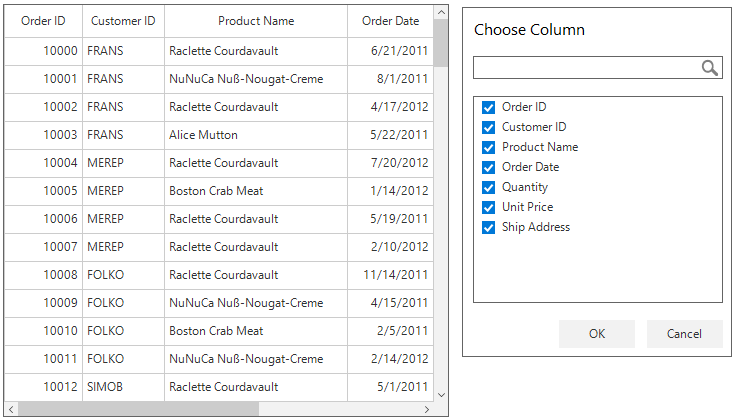 Order ID Customer ID Product Name Order Date
10000 FRANS Raclette Courdavault 6/21/2011
10001 FRANS NuNuCa Nuß-Nougat-Creme 8/1/2011
10002 FRANS Raclette Courdavault 4/17/2012
10003 FRANS Alice Mutton 5/22/2011
10004 MEREP Raclette Courdavault 7/20/2012
10005 MEREP Boston Crab Meat 1/14/2012
10006 MEREP Raclette Courdavault 5/19/2011
10007 MEREP Raclette Courdavault 2/10/2012
10008 FOLKO Raclette Courdavault 11/14/2011
10009 FOLKO NuNuCa Nuß-Nougat-Creme 4/15/2011
10010 FOLKO Boston Crab Meat 2/5/2011
10011 FOLKO NuNuCa Nuß-Nougat-Creme 2/14/2012
10012 SIMOB Raclette Courdavault 5/1/2011
Choose Column
Order ID
Customer ID
Product Name
Order Date
Quantity
Unit Price
Ship Address
OK Cancel